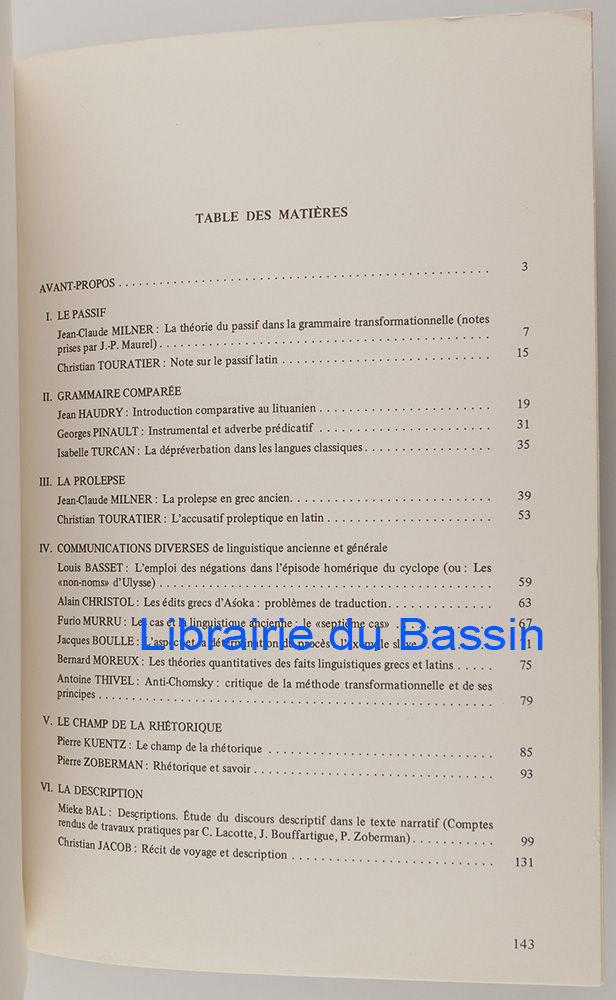 TABLE DES MATIÈRES
AVANT-PROPOS . . . . . . . . . . . . . . . . . . . . . . . . . . . . . . 3
I. LE PASSIF
Jean-Claude MILNER : La théorie du passif dans la grammaire transformationnelle (notes
prises par J.-P. Maurel) . . . . . . . . . . . . . . . . . . . . . . . . 7
Christian TOURATIER : Note sur le passif latin . . . . . . . . . . . . . . . . 15
II. GRAMMAIRE COMPARÉE
Jean HAUDRY : Introduction comparative au lituanien . . . . . . . . . . . . . . 19
Georges PINAULT : Instrumental et adverbe prédicatif . . . . . . . . . . . . . . 31
Isabelle TURCAN : La dépréverbation dans les langues classiques . . . . . . . . . . 35
III. LA PROLEPSE
Jean-Claude MILNER : La prolepse en grec ancien. . . . . . . . . . . . . . . . 39
Christian TOURATIER : L'accusatif proleptique en latin . . . . . . . . . . . . . 53
IV. COMMUNICATIONS DIVERSES de linguistique ancienne et générale
Louis BASSET : L'emploi des négations dans l'épisode homérique du cyclope (ou : Les
«non-noms» d'Ulysse) . . . . . . . . . . . . . . . . . . . . . . . . . 59
Alain CHRISTOL : Les édits grecs d'Aśoka : problèmes de traduction. . . . . . . . . 63
Furio MURRU : Le cas et la linguistique ancienne : le «septième cas» . . . . . . . . 67
Librairie du Bassin
Jacques BOULLE : L'aspect et la détermination du procès : l'exemple slave . . . . . 
Bernard MOREUX : Les théories quantitatives des faits linguistiques grecs et latins . . . . . 75
Antoine THIVEL : Anti-Chomsky : critique de la méthode transformationnelle et de ses
principes . . . . . . . . . . . . . . . . . . . . . . . . . . . . . . 79
V. LE CHAMP DE LA RHÉTORIQUE
Pierre KUENTZ : Le champ de la rhétorique . . . . . . . . . . . . . . . . . . 85
Pierre ZOBERMAN : Rhétorique et savoir . . . . . . . . . . . . . . . . . . . 93
VI. LA DESCRIPTION
Mieke BAL : Descriptions. Étude du discours descriptif dans le texte narratif (Comptes
rendus de travaux pratiques par C. Lacotte, J. Bouffartigue, P. Zoberman) . . . . . . . 99
Christian JACOB : Récit de voyage et description . . . . . . . . . . . . . . . . 131
143